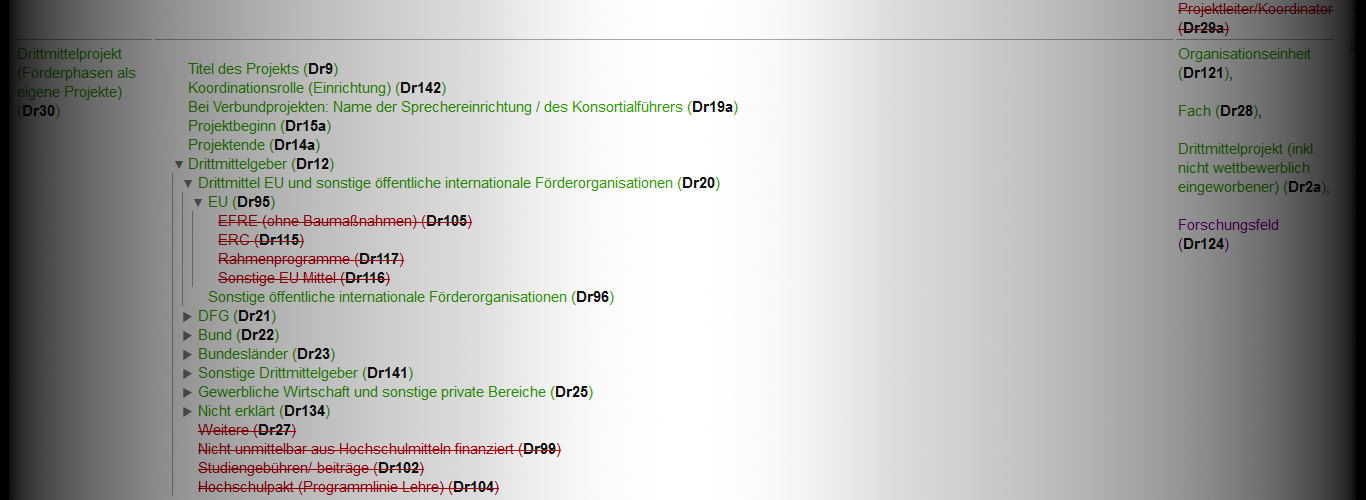 Projektleiter/Koordinator
(Dr29a)
Drittmittelprojekt
(Förderphasen als
eigene Projekte)
(Dr30)
Titel des Projekts (Dr9)
Koordinationsrolle (Einrichtung) (Dr142)
Bei Verbundprojekten: Name der Sprechereinrichtung / des Konsortialführers (Dr19a)
Projektbeginn (Dr15a)
Projektende (Dr14a)
Drittmittelgeber (Dr12)
Drittmittel EU und sonstige öffentliche internationale Förderorganisationen (Dr20)
EU (Dr95)
EFRE (ohne Baumaßnahmen) (Dr105)
ERC (Dr115)
Rahmenprogramme (Dr117)
Sonstige EU Mittel (Dr116)
Sonstige öffentliche internationale Förderorganisationen (Dr96)
DFG (Dr21)
Bund (Dr22)
Bundesländer (Dr23)
Sonstige Drittmittelgeber (Dr141)
Gewerbliche Wirtschaft und sonstige private Bereiche (Dr25)
Nicht erklärt (Dr134)
Weitere (Dr27)
Nicht unmittelbar aus Hochschulmitteln finanziert (Dr99)
Studiengebühren/ beiträge (Dr102)
Hochschulpakt (Programmlinie Lehre) (Dr104)
Organisationseinheit
(Dr121),
Fach (Dr28),
Drittmittelprojekt (inkl.
nicht wettbewerblich
eingeworbener) (Dr2a),
Forschungsfeld
(Dr124)